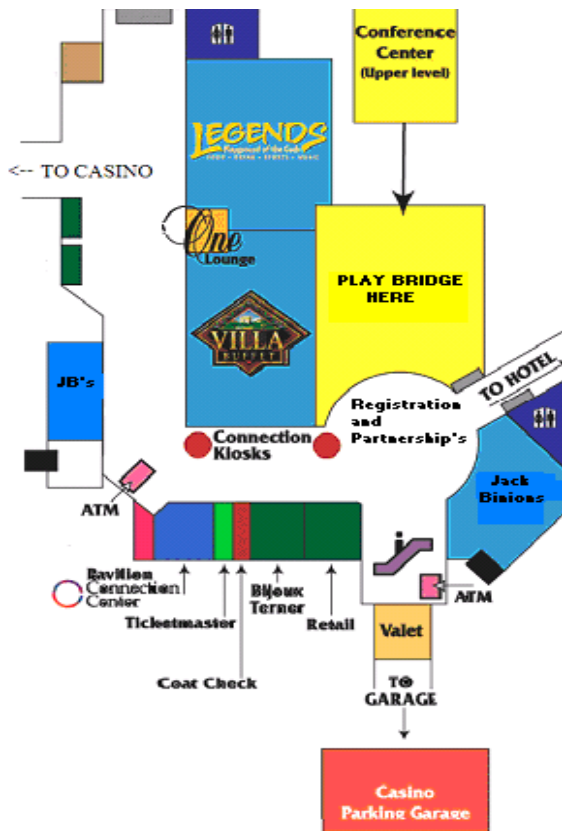 Conference
Center
(Upper level)
LEGENDS
<-- TO CASINO
One
Lounge
PLAY BRIDGE
HERE
VILLA
BUFFET
JB's
TO HOTEL
Registration
and
Partnership's
Connection
Kiosks
Jack
Binions
ATM
i
Pavilion
Connection
Center
Bijoux
Terner
ATM
Ticketmaster
Retail
Valet
Coat Check
TO
GARAGE
Casino
Parking Garage